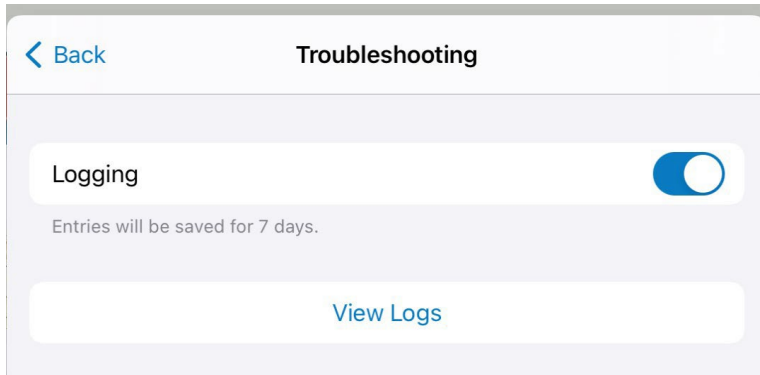 Back
Troubleshooting
Logging
Entries will be saved for 7 days.
View Logs